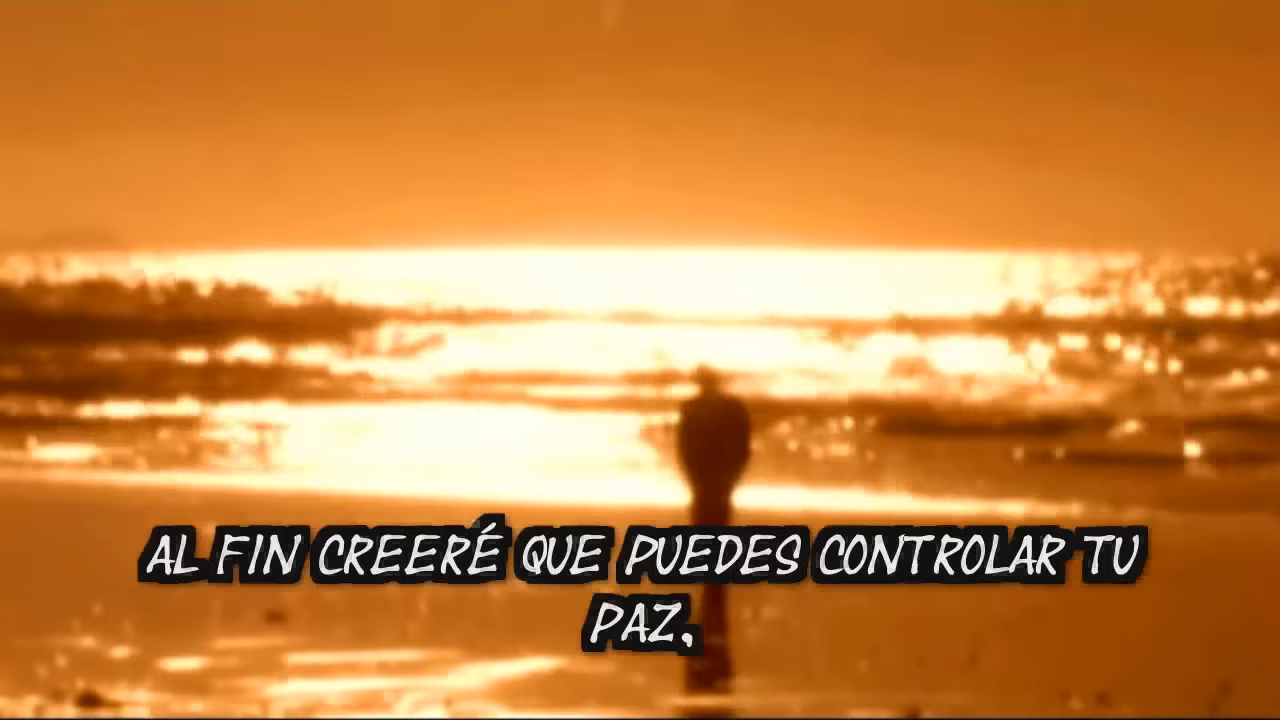 AL FIN CREERÉ QUE PUEDES CONTROLAR TU
PAZ,